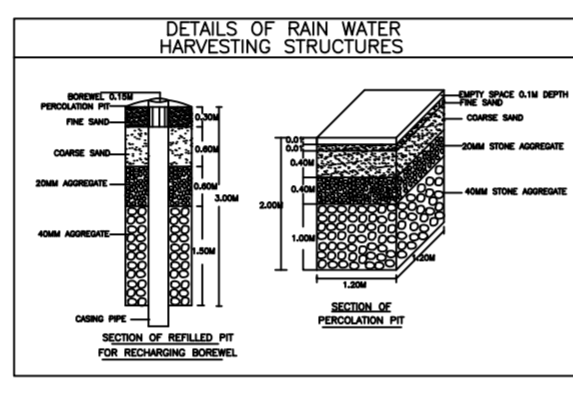 DETAILS OF RAIN WATER
HARVESTING STRUCTURES
BOREWEL 0.15M
PERCOLATION PIT
FINE SAND
COARSE SAND
20MM AGGREGATE
40MM AGGREGATE
CASING PIPE
0.30M
0.60M
0.60M
3.00M
1.50M
SECTION OF REFILLED PIT
FOR RECHARGING BOREWEL
EMPTY SPACE 0.1M DEPTH
FINE SAND
COARSE SAND
20MM STONE AGGREGATE
40MM STONE AGGREGATE
0.01
0.01
0.40M
0.40M
2.00M
1.00M
1.20M
1.20M
SECTION OF
PERCOLATION PIT